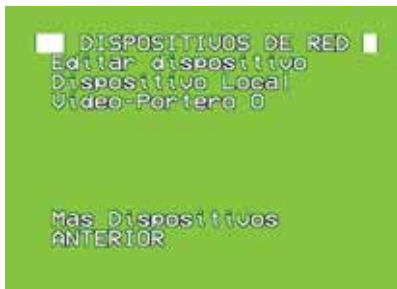 DISPOSITIVOS DE RED
Editar dispositivo
Dispositivo Local
Video-Portero 0
Mas Dispositivos
ANTERIOR